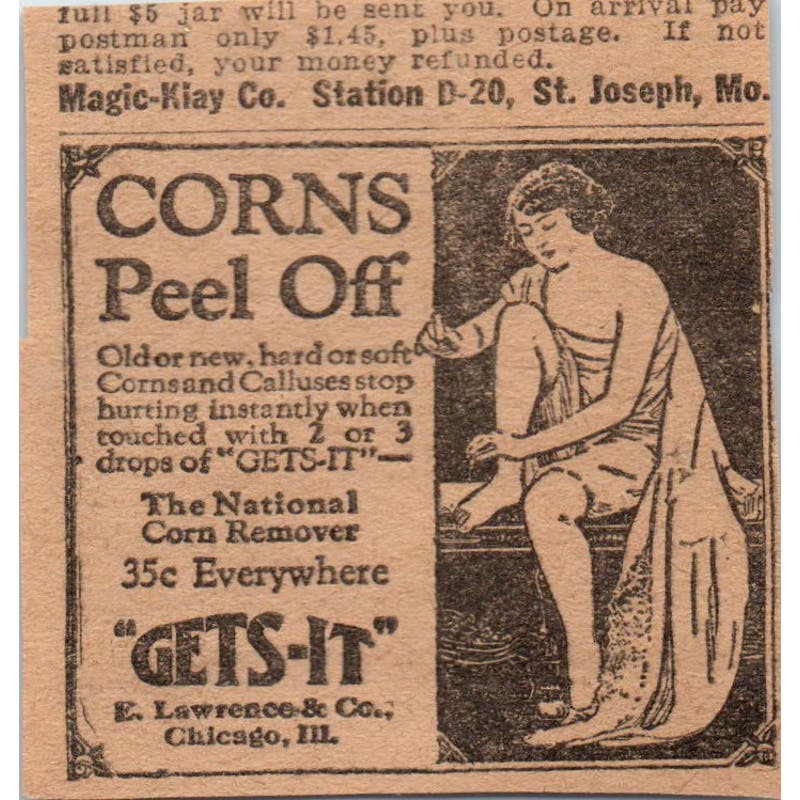 full $5 jar will be sent you. On arrival pay
postman only $1.45, plus postage. If not
satisfied, your money refunded.
Magic-Klay Co. Station D-20, St. Joseph, Mo.
CORNS
Peel Off
Old or new, hard or soft
Corns and Calluses stop
hurting instantly when
touched with 2 or 3
drops of "GETS-IT"—
The National
Corn Remover
35c Everywhere
"GETS-IT"
E. Lawrence & Co.,
Chicago, Ill.